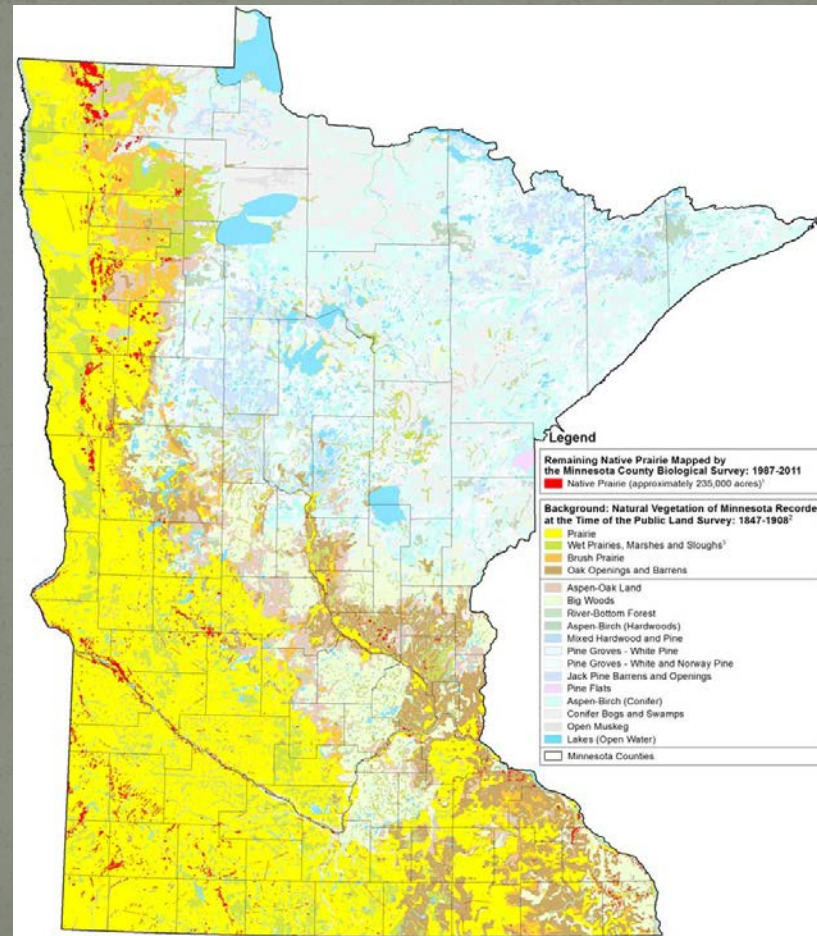 Legend
Remaining Native Prairie Mapped by
the Minnesota County Biological Survey: 1987-2011
Native Prairie (approximately 235,000 acres)¹
Background: Natural Vegetation of Minnesota Recorde
at the Time of the Public Land Survey: 1847-1908²
Prairie
Wet Prairies, Marshes and Sloughs³
Brush Prairie
Oak Openings and Barrens
Aspen-Oak Land
Big Woods
River-Bottom Forest
Aspen-Birch (Hardwoods)
Mixed Hardwood and Pine
Pine Groves - White Pine
Pine Groves - White and Norway Pine
Jack Pine Barrens and Openings
Pine Flats
Aspen-Birch (Conifer)
Conifer Bogs and Swamps
Open Muskeg
Lakes (Open Water)
Minnesota Counties